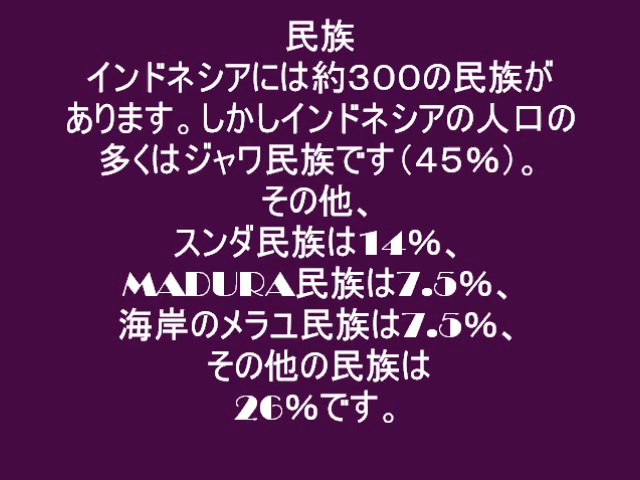 民族
インドネシアには約３００の民族が
あります。しかしインドネシアの人口の
多くはジャワ民族です（４５％）。
その他、
スンダ民族は14％、
MADURA民族は7.5％、
海岸のメラユ民族は7.5％、
その他の民族は
26％です。